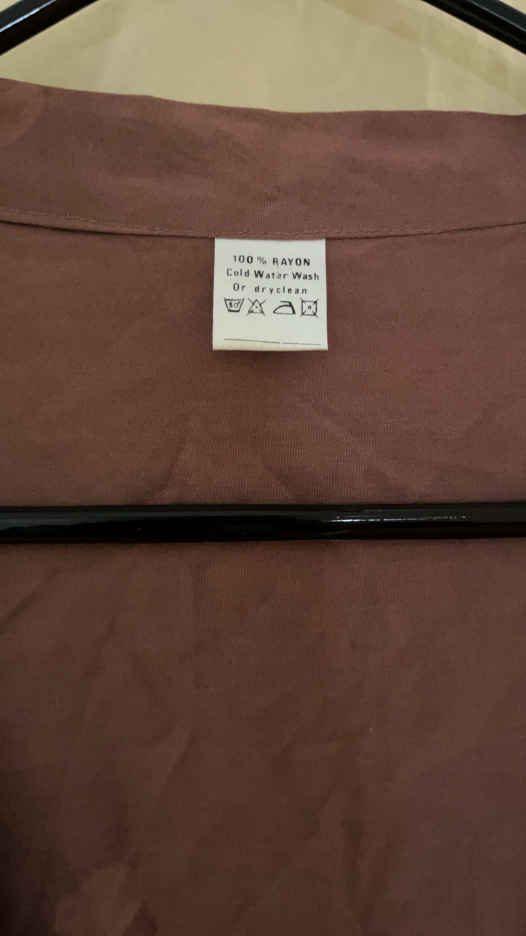 100 % RAYON
Cold Water Wash
Or dryclean